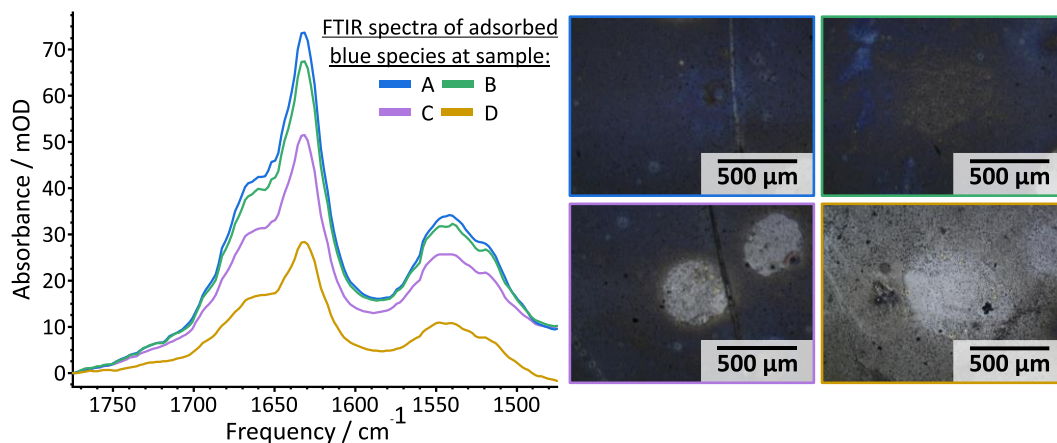 FTIR spectra of adsorbed
blue species at sample:
A B
C D
Absorbance / mOD
70
60
50
40
30
20
10
0
1750 1700 1650 1600 1550 1500
Frequency / cm-1
500 µm
500 µm
500 µm
500 µm